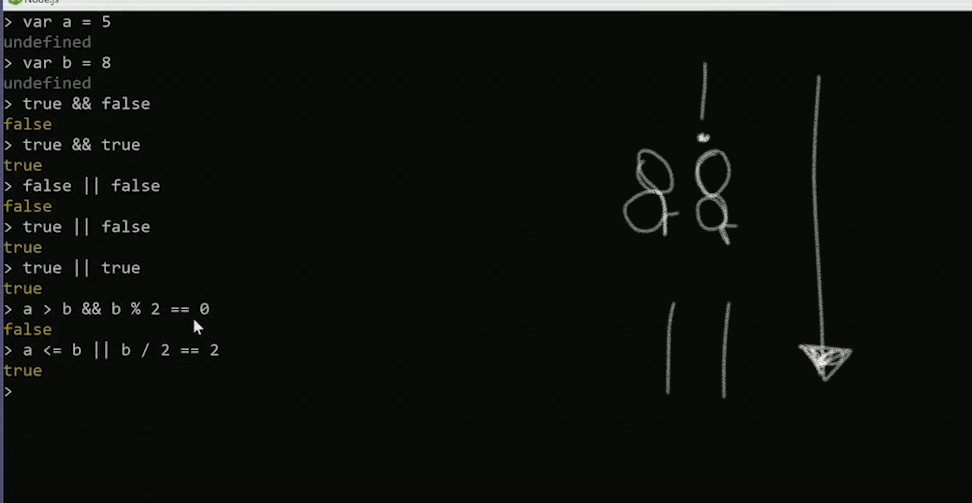 Node.js
> var a = 5
undefined
> var b = 8
undefined
> true && false
false
> true && true
true
> false || false
false
> true || false
true
> true || true
true
> a > b && b % 2 == 0
false
> a <= b || b / 2 == 2
true
>
!
&&
||